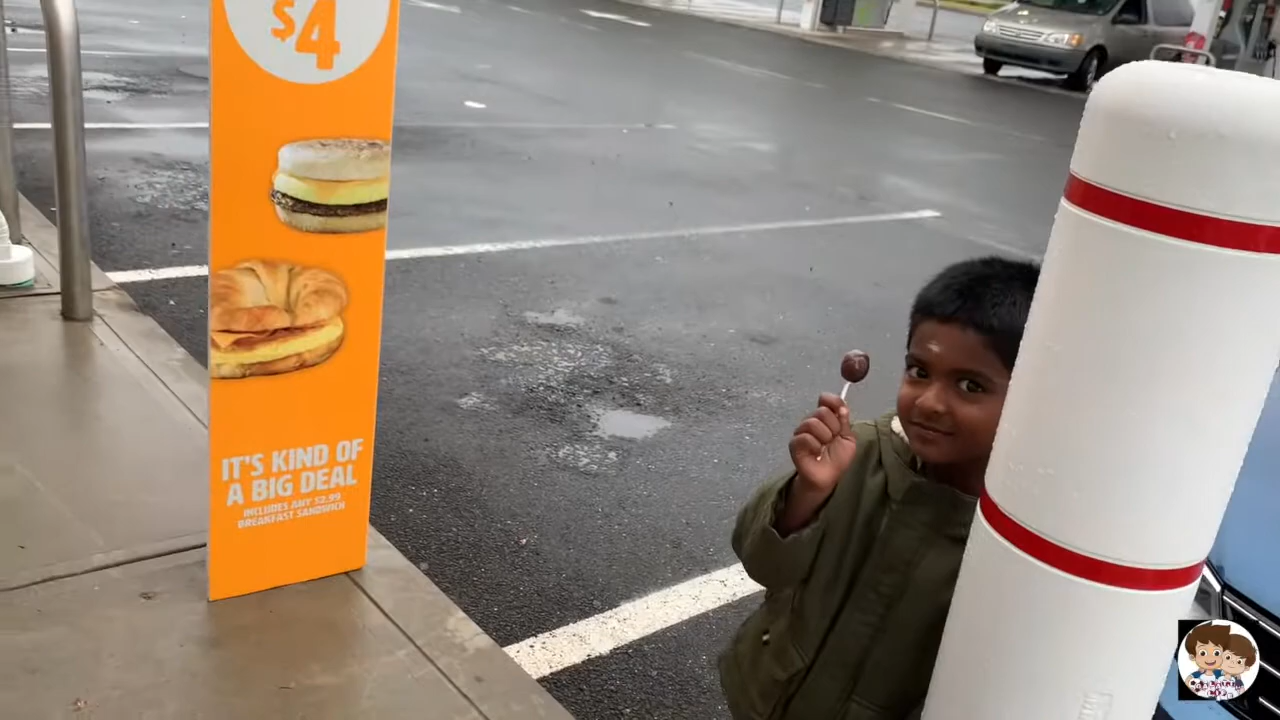 $4
IT'S KIND OF
A BIG DEAL
INCLUDES ANY $2.99
BREAKFAST SANDWICH